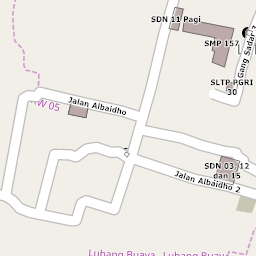 SDN 11 Pagi
SMP 157
Gang Sadar 3
SLTP PGRI
30
RW 05
Jalan Albaidho
SDN 03, 12
dan 15
Jalan Albaidho 2
Lubang Buaya
Lubang Buaya